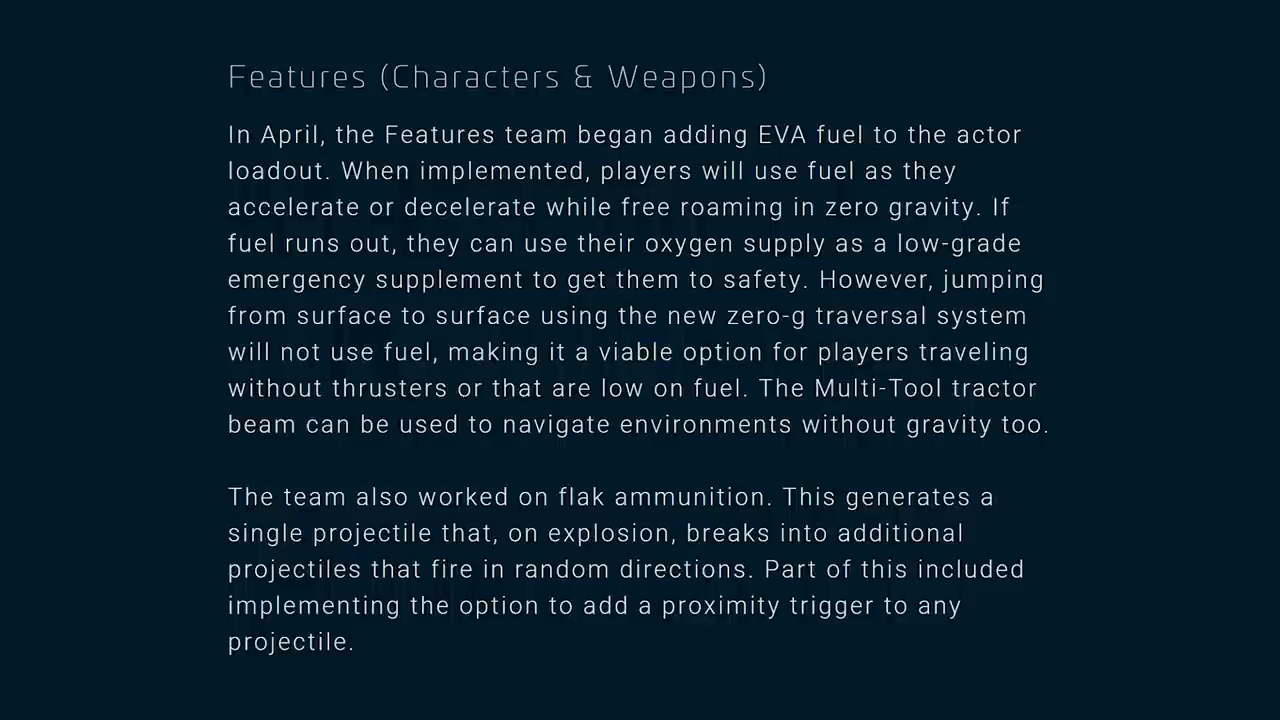 Features (Characters & Weapons)
In April, the Features team began adding EVA fuel to the actor
loadout. When implemented, players will use fuel as they
accelerate or decelerate while free roaming in zero gravity. If
fuel runs out, they can use their oxygen supply as a low-grade
emergency supplement to get them to safety. However, jumping
from surface to surface using the new zero-g traversal system
will not use fuel, making it a viable option for players traveling
without thrusters or that are low on fuel. The Multi-Tool tractor
beam can be used to navigate environments without gravity too.
The team also worked on flak ammunition. This generates a
single projectile that, on explosion, breaks into additional
projectiles that fire in random directions. Part of this included
implementing the option to add a proximity trigger to any
projectile.